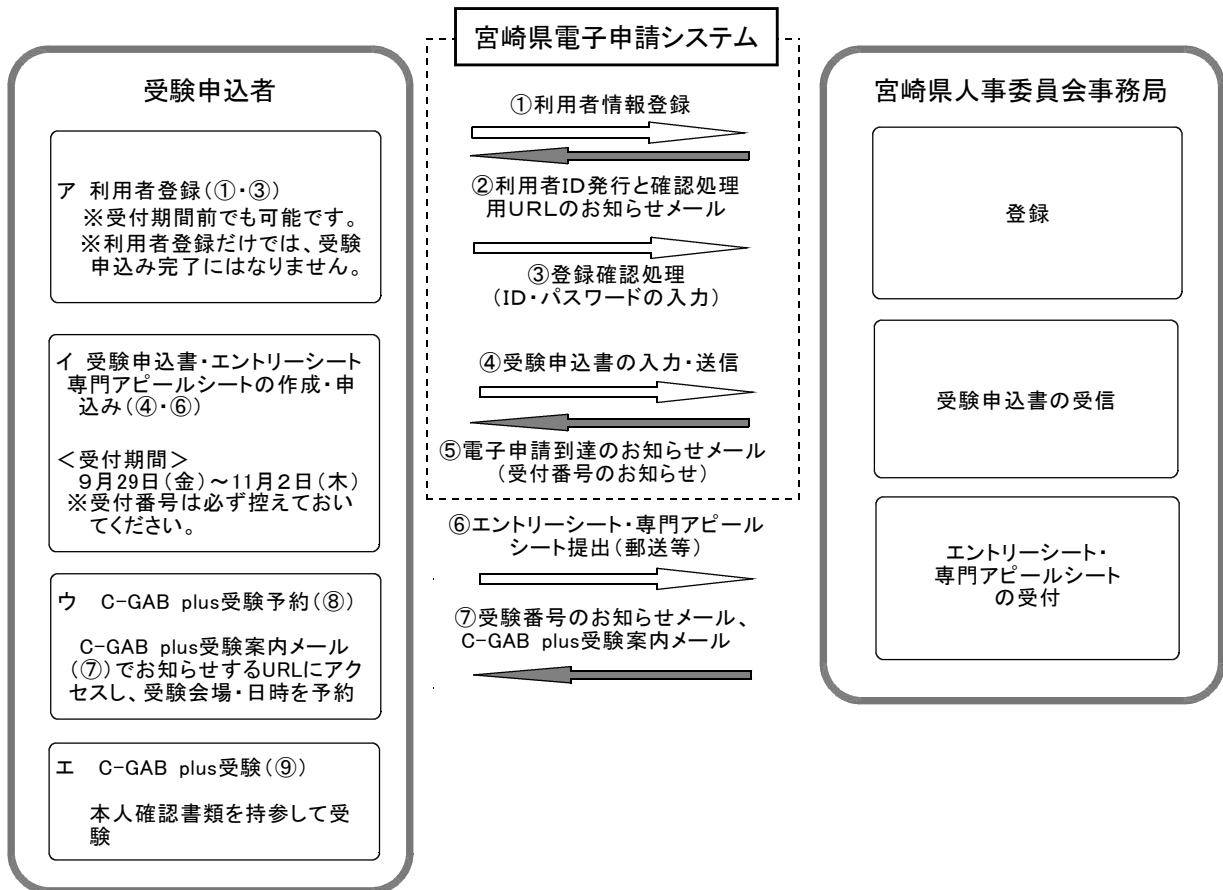 宮崎県電子申請システム
受験申込者
ア 利用者登録(①・③)
※受付期間前でも可能です。
※利用者登録だけでは、受験
申込み完了にはなりません。
イ 受験申込書・エントリーシート
専門アピールシートの作成・申
込み(④・⑥)
<受付期間>
9月29日(金)~11月2日(木)
※受付番号は必ず控えておい
てください。
ウ C-GAB plus受験予約(⑧)
C-GAB plus受験案内メール
(⑦)でお知らせするURLにアク
セスし、受験会場・日時を予約
エ C-GAB plus受験(⑨)
本人確認書類を持参して受
験
①利用者情報登録
②利用者ID発行と確認処理
用URLのお知らせメール
③登録確認処理
(ID・パスワードの入力)
④受験申込書の入力・送信
⑤電子申請到達のお知らせメール
(受付番号のお知らせ)
⑥エントリーシート・専門アピール
シート提出(郵送等)
⑦受験番号のお知らせメール、
C-GAB plus受験案内メール
宮崎県人事委員会事務局
登録
受験申込書の受信
エントリーシート・
専門アピールシート
の受付